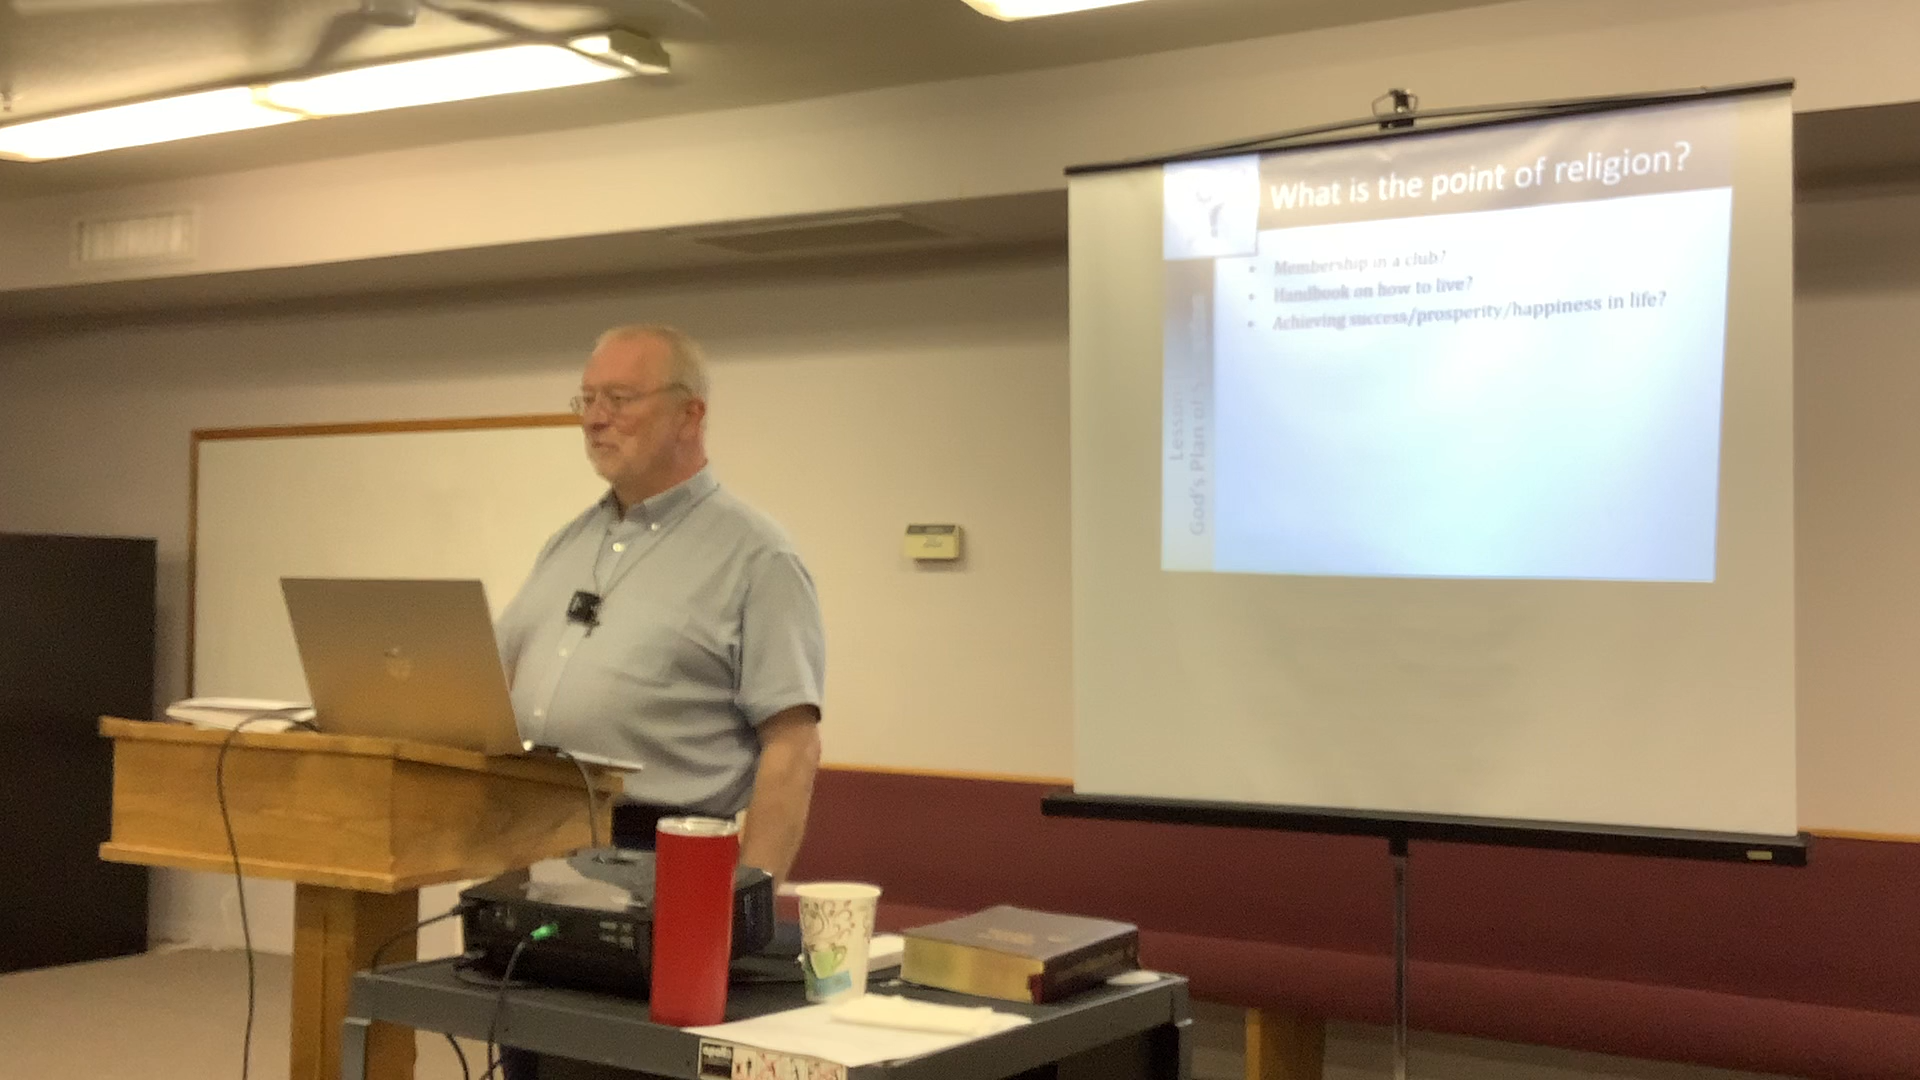 What is the point of religion?
• Membership in a club?
• Handbook on how to live?
• Achieving success/prosperity/happiness in life?
Lesson
God's Plan of